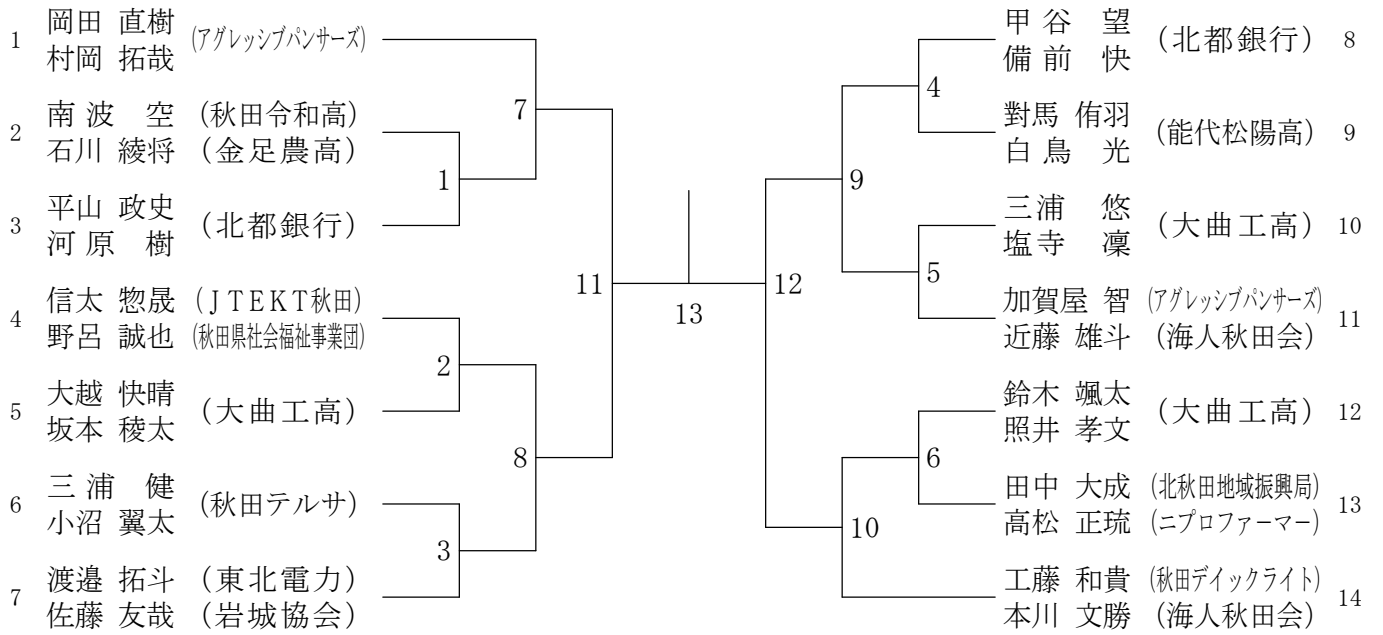 1 岡田 直樹 (アグレッシブパンサーズ)
村岡 拓哉
2 南波 空 (秋田令和高)
石川 綾将 (金足農高)
3 平山 政史 (北都銀行)
河原 樹
4 信太 惣晟 (JTEKT秋田)
野呂 誠也 (秋田県社会福祉事業団)
5 大越 快晴 (大曲工高)
坂本 稜太
6 三浦 健 (秋田テルサ)
小沼 翼太
7 渡邉 拓斗 (東北電力)
佐藤 友哉 (岩城協会)
7
1
2
8
3
11
13
12
4
9
5
6
10
甲谷 望 (北都銀行) 8
備前 快
對馬 侑羽 (能代松陽高) 9
白鳥 光
三浦 悠 (大曲工高) 10
塩寺 凜
加賀屋 智 (アグレッシブパンサーズ) 11
近藤 雄斗 (海人秋田会)
鈴木 颯太 (大曲工高) 12
照井 孝文
田中 大成 (北秋田地域振興局) 13
高松 正琉 (ニプロファーマー)
工藤 和貴 (秋田デイックライト) 14
本川 文勝 (海人秋田会)